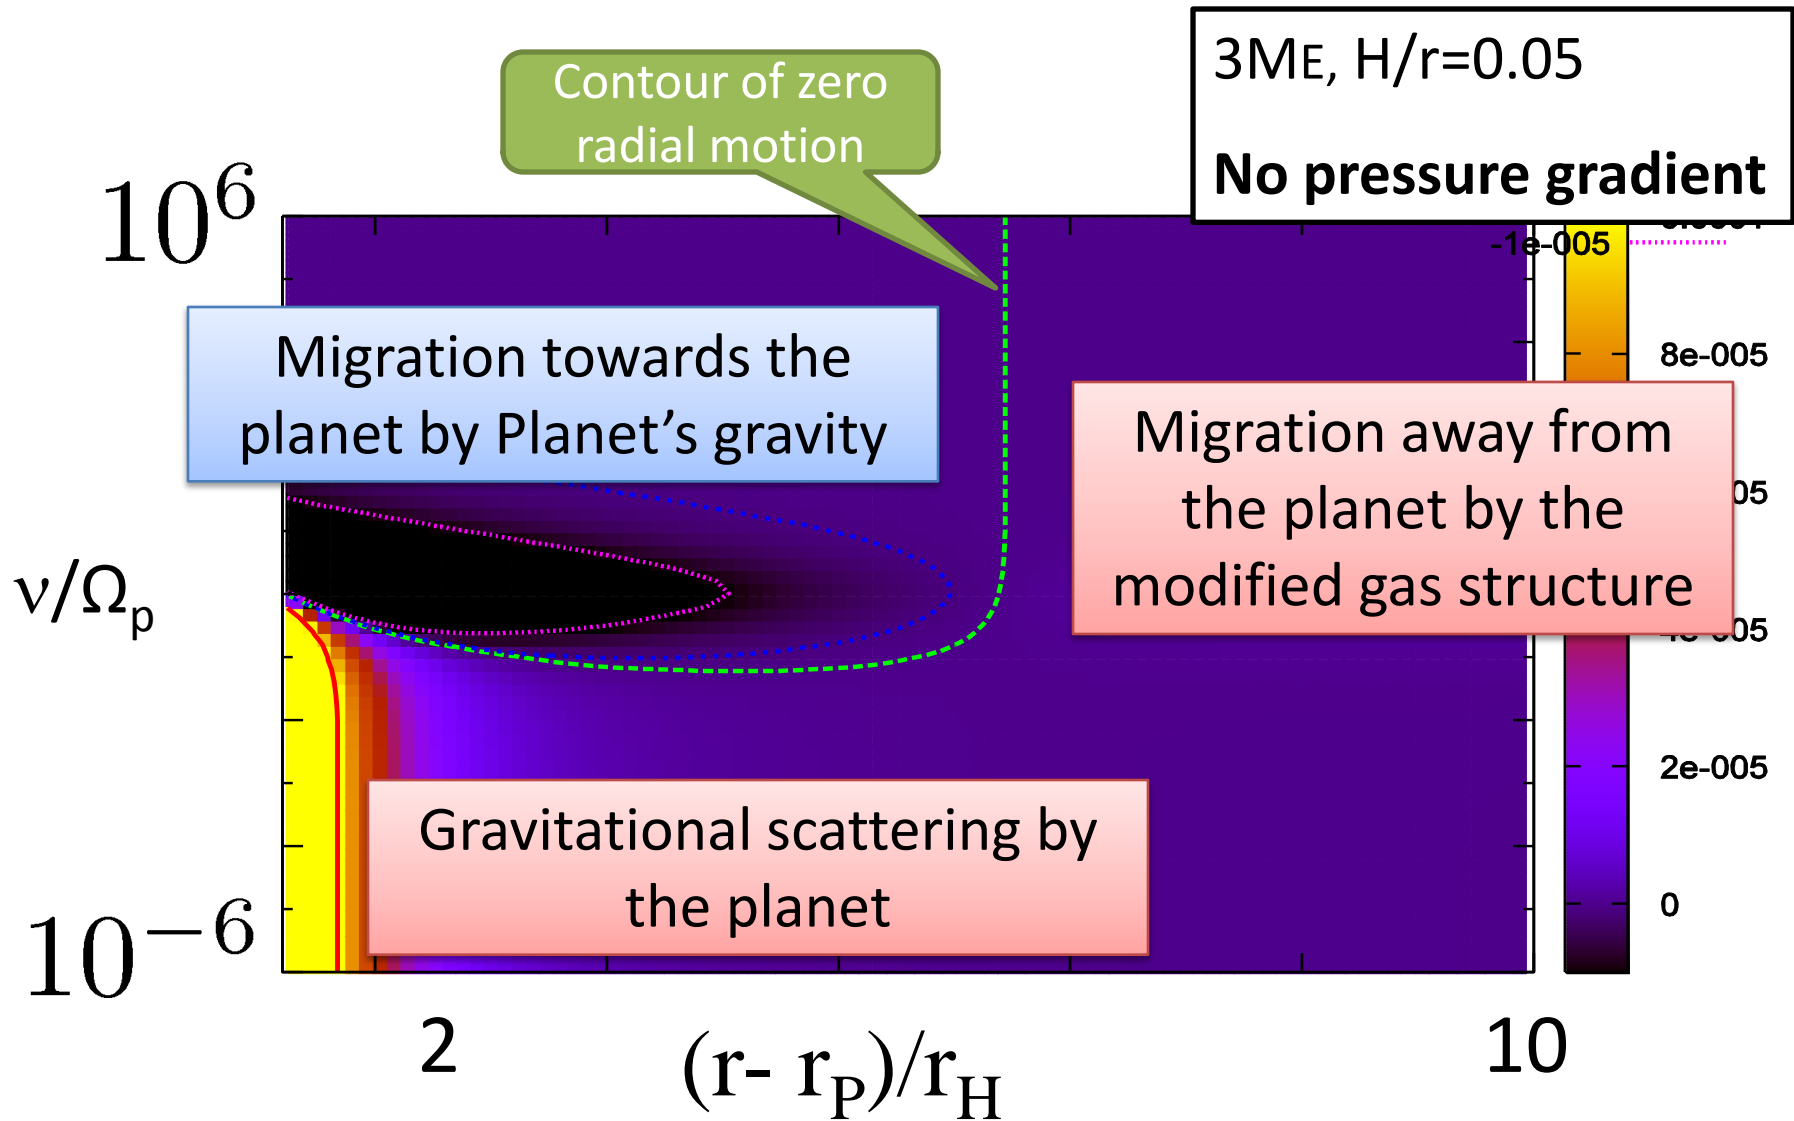 3ME, H/r=0.05
No pressure gradient
Contour of zero
radial motion
10^6
-1e-005
Migration towards the
planet by Planet’s gravity
8e-005
Migration away from
the planet by the
modified gas structure
05
ν/Ωp
2e-005
Gravitational scattering by
the planet
0
10^−6
2
10
(r- rP)/rH